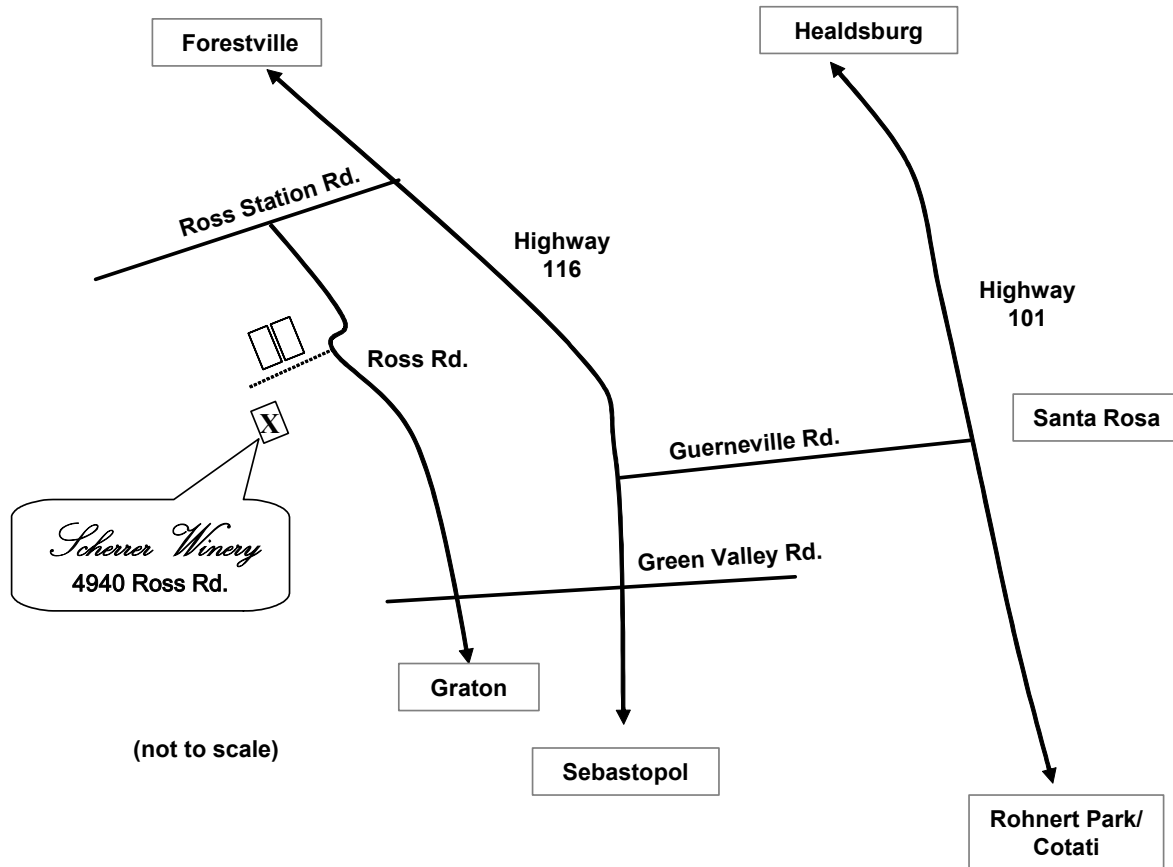 Forestville
Healdsburg
Ross Station Rd.
Highway
116
Highway
101
Ross Rd.
Santa Rosa
Guerneville Rd.
X
Scherrer Winery
4940 Ross Rd.
Green Valley Rd.
Graton
(not to scale)
Sebastopol
Rohnert Park/
Cotati